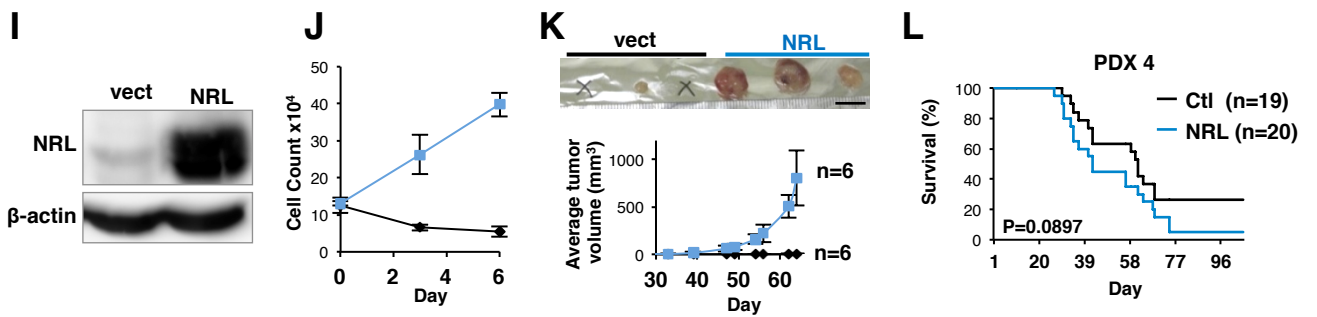 I
vect
NRL
NRL
β-actin
J
50
40
30
20
10
0
Cell Count x10⁴
0
2
4
6
Day
K
vect
NRL
1000
500
0
Average tumor
volume (mm³)
n=6
n=6
30
40
50
60
Day
L
PDX 4
100
80
60
40
20
0
Survival (%)
Ctl (n=19)
NRL (n=20)
P=0.0897
1
20
39
58
77
96
Day